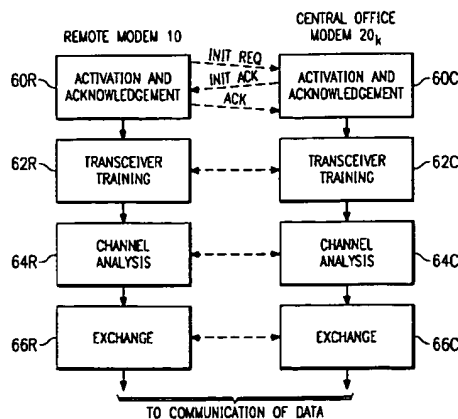 REMOTE MODEM 10
CENTRAL OFFICE
MODEM 20k
INIT REQ
INIT ACK
ACK
60R
ACTIVATION AND
ACKNOWLEDGEMENT
ACTIVATION AND
ACKNOWLEDGEMENT
60C
62R
TRANSCEIVER
TRAINING
TRANSCEIVER
TRAINING
62C
64R
CHANNEL
ANALYSIS
CHANNEL
ANALYSIS
64C
66R
EXCHANGE
EXCHANGE
66C
TO COMMUNICATION OF DATA